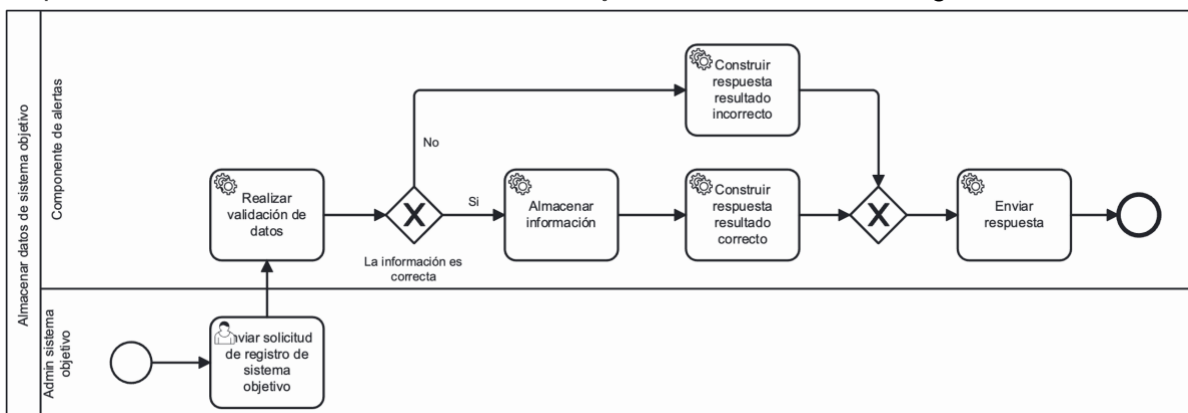 Almacenar datos de sistema objetivo
Componente de alertas
Construir
respuesta
resultado
incorrecto
No
Realizar
validación de
datos
X
Si
Almacenar
información
Construir
respuesta
resultado
correcto
X
Enviar
respuesta
La información es
correcta
Admin sistema
objetivo
nviar solicitud
de registro de
sistema
objetivo